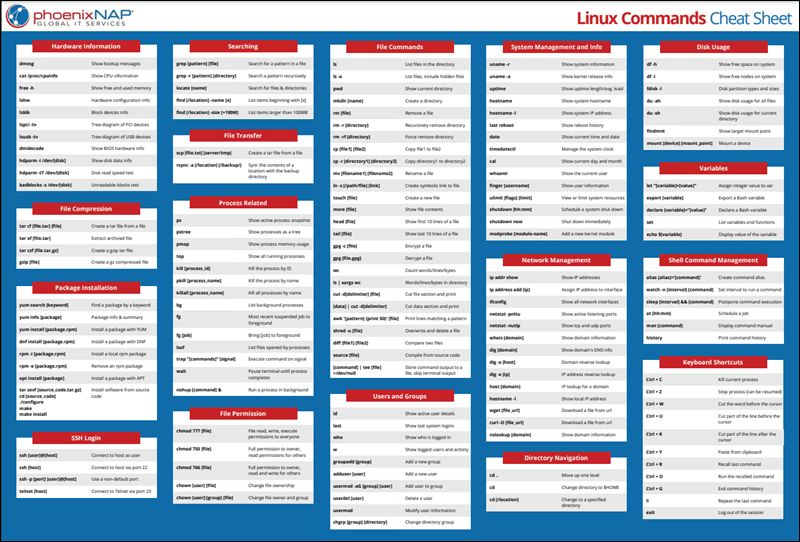 phoenixNAP®
GLOBAL IT SERVICES
Linux Commands Cheat Sheet
Hardware Information
dmesg Show bootup messages
cat /proc/cpuinfo Show CPU information
free -h Show free and used memory
lshw Hardware configuration info
lsblk Block devices info
lspci -tv Tree diagram of PCI devices
lsusb -tv Tree diagram of USB devices
dmidecode Show BIOS hardware info
hdparm -i /dev/[disk] Show disk data info
hdparm -tT /dev/[disk] Disk read speed test
badblocks -s /dev/[disk] Unreadable blocks test
File Compression
tar cf [file.tar] [file] Create a tar file from a file
tar xf [file.tar] Extract archived file
tar czf [file.tar.gz] Create a gzip tar file
gzip [file] Create a gz compressed file
Package Installation
yum search [keyword] Find a package by a keyword
yum info [package] Package info & summary
yum install [package.rpm] Install a package with YUM
dnf install [package.rpm] Install a package with DNF
rpm -i [package.rpm] Install a local rpm package
rpm -e [package.rpm] Remove an rpm package
apt install [package] Install a package with APT
tar zxvf [source_code.tar.gz] Install software from source
cd [source_code] code
./configure
make
make install
SSH Login
ssh [user]@[host] Connect to host as user
ssh [host] Connect to host via port 22
ssh -p [port] [user]@[host] Use a non-default port
telnet [host] Connect to Telnet via port 23
Searching
grep [pattern] [file] Search for a pattern in a file
grep -r [pattern] [directory] Search a pattern recursively
locate [name] Search for files & directories
find [/location] -name [x] List items beginning with [x]
find [/location] -size [+100M] List items larger than 100MB
File Transfer
scp [file.txt] [server/tmp] Create a tar file from a file
rsync -a [/location] [/backup/] Sync the contents of
a location with the
backup directory
Process Related
ps Show active process snapshot
pstree Show processes as a tree
pmap Show process memory usage
top Show all running processes
kill [process_id] Kill the process by ID
pkill [process_name] Kill the process by name
killall [process_name] Kill all processes by name
bg List background processes
fg Most recent suspended job to
foreground
fg [job] Bring [job] to foreground
lsof List files opened by processes
trap "[commands]" [signal] Execute command on signal
wait Pause terminal until process
completes
nohup [command] & Run a process in background
File Permission
chmod 777 [file] File read, write, execute
permissions to everyone
chmod 755 [file] Full permission to owner,
read permissions for others
chmod 766 [file] Full permission to owner,
read and write for others
chown [user] [file] Change file ownership
chown [user]:[group] [file] Change file owner and group
File Commands
ls List files in the directory
ls -a List files, include hidden files
pwd Show current directory
mkdir [name] Create a directory
rm [file] Remove a file
rm -r [directory] Recursively remove directory
rm -rf [directory] Force remove directory
cp [file1] [file2] Copy file1 to file2
cp -r [directory1] [directory2] Copy directory1 to directory2
mv [filename1] [filename2] Rename a file
ln -s [/path/file] [link] Create symbolic link to file
touch [file] Create a new file
more [file] Show file contents
head [file] Show first 10 lines of a file
tail [file] Show last 10 lines of a file
gpg -c [file] Encrypt a file
gpg [file.gpg] Decrypt a file
wc Count words/lines/bytes
ls | xargs wc Words/lines/bytes in directory
cut -d[delimiter] [file] Cut file section and print
[data] | cut -d[delimiter] Cut data section and print
awk '[pattern] {print $0}' [file] Print lines matching a pattern
shred -u [file] Overwrite and delete a file
diff [file1] [file2] Compare two files
source [file] Compile from source code
[command] | tee [file] Store command output to a
>/dev/null file, skip terminal output
Users and Groups
id Show active user details
last Show last system logins
who Show who is logged in
w Show logged users and activity
groupadd [group] Add a new group
adduser [user] Add a new user
usermod -aG [group] [user] Add user to group
userdel [user] Delete a user
usermod Modify user information
chgrp [group] [directory] Change directory group
System Management and Info
uname -r Show system information
uname -a Show kernel release info
uptime Show uptime length/avg. load
hostname Show system hostname
hostname -i Show system IP address
last reboot Show reboot history
date Show current time and date
timedatectl Manage the system clock
cal Show current day and month
whoami Show the current user
finger [username] Show user information
ulimit [flags] [limit] View or limit system resources
shutdown [hh:mm] Schedule a system shut down
shutdown now Shut down immediately
modprobe [module-name] Add a new kernel module
Network Management
ip addr show Show IP addresses
ip address add [ip] Assign IP address to interface
ifconfig Show all network interfaces
netstat -pnltu Show active listening ports
netstat -nutlp Show tcp and udp ports
whois [domain] Show domain information
dig [domain] Show domain's DNS info
dig -x [host] Domain reverse lookup
dig -x [ip] IP address reverse lookup
host [domain] IP lookup for a domain
hostname -i Show local IP address
wget [file_url] Download a file from url
curl -O [file_url] Download a file from url
nslookup [domain] Show domain information
Directory Navigation
cd .. Move up one level
cd Change directory to $HOME
cd [/location] Change to a specified
directory
Disk Usage
df -h Show free space on system
df -i Show free nodes on system
fdisk -l Show disk partition sizes and types
du -ah Show disk usage for all files
du -sh Show disk usage for current
directory
findmnt Show target mount point
mount [device] [mount_point] Mount a device
Variables
let "[variable]=[value]" Assign integer value to var
export [variable] Export a Bash variable
declare [variable]="[value]" Declare a Bash variable
set List variables and functions
echo $[variable] Display value of the variable
Shell Command Management
alias [alias]='[command]' Create command alias
watch -n [interval] [command] Set interval to run a command
sleep [interval] && [command] Postpone command execution
at [hh:mm] Schedule a job
man [command] Display command manual
history Print command history
Keyboard Shortcuts
Ctrl + C Kill current process
Ctrl + Z Stop process (can be resumed)
Ctrl + W Cut the word before the cursor
Ctrl + U Cut part of the line before
the cursor
Ctrl + K Cut part of the line after the
cursor
Ctrl + Y Paste from clipboard
Ctrl + R Recall last command
Ctrl + O Run the recalled command
Ctrl + G Exit command history
!! Repeat the last command
exit Log out of the session